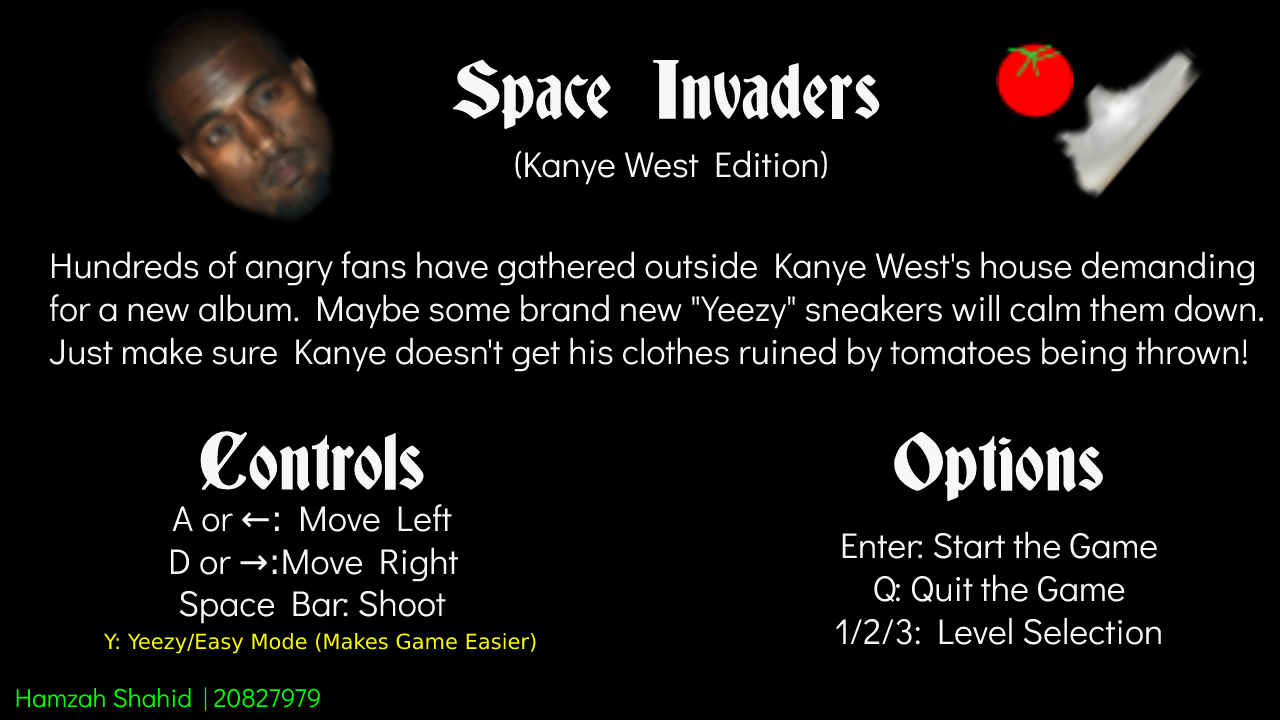 Space Invaders
(Kanye West Edition)
Hundreds of angry fans have gathered outside Kanye West's house demanding
for a new album. Maybe some brand new "Yeezy" sneakers will calm them down.
Just make sure Kanye doesn't get his clothes ruined by tomatoes being thrown!
Controls
A or ←: Move Left
D or →:Move Right
Space Bar: Shoot
Y: Yeezy/Easy Mode (Makes Game Easier)
Options
Enter: Start the Game
Q: Quit the Game
1/2/3: Level Selection
Hamzah Shahid | 20827979